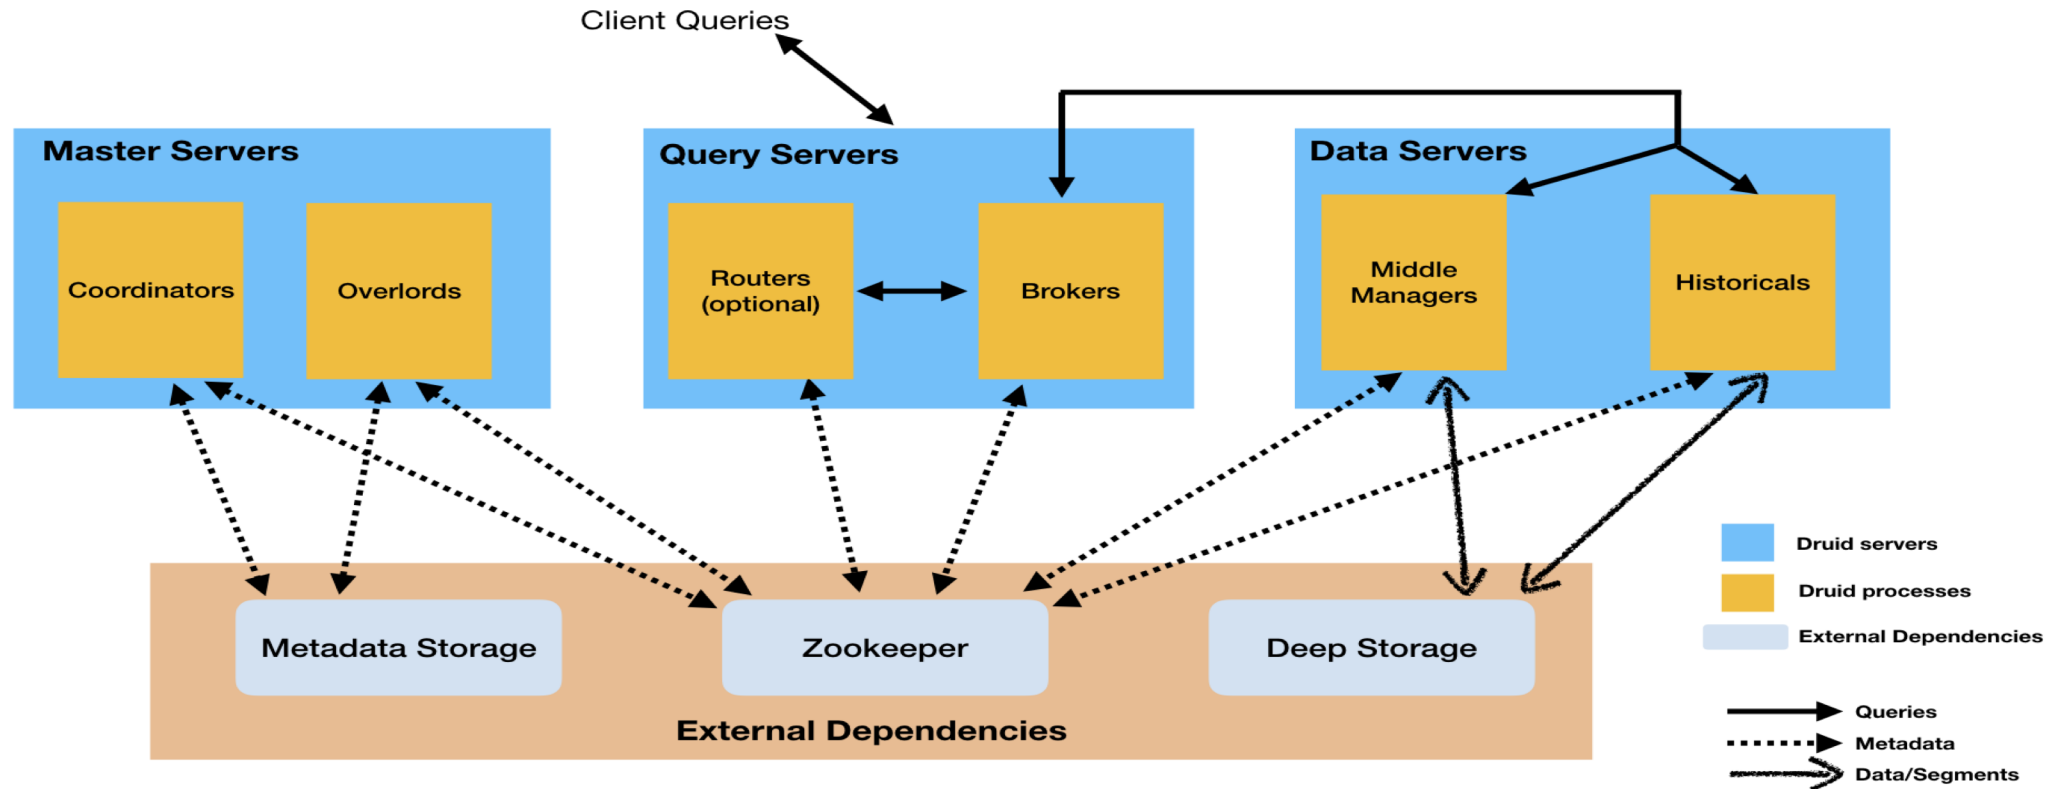 Client Queries
Master Servers
Query Servers
Data Servers
Coordinators
Overlords
Routers
(optional)
Brokers
Middle
Managers
Historicals
Metadata Storage
Zookeeper
Deep Storage
External Dependencies
Druid servers
Druid processes
External Dependencies
Queries
Metadata
Data/Segments